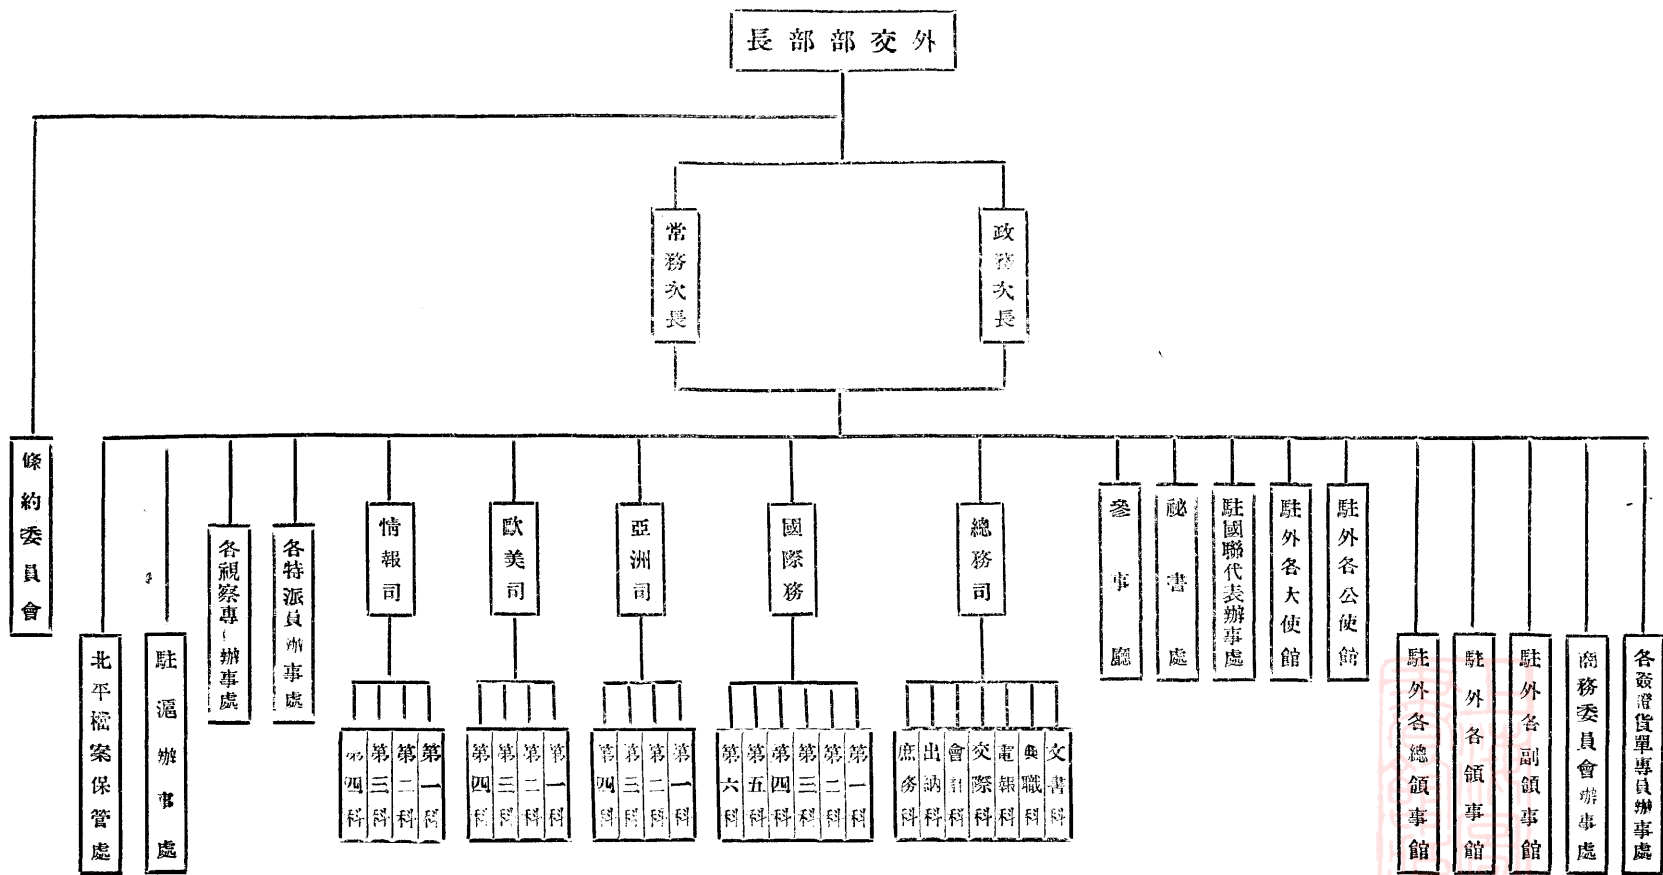 外交部部長
政務次長
常務次長
各簽證貨單專員辦事處
商務委員會辦事處
駐外各副領事館
駐外各領事館
駐外各總領事館
駐外各公使館
駐外各大使館
駐國聯代表辦事處
祕書處
參事廳
總務司
文書科
典職科
電報科
交際科
會計科
出納科
庶務科
國際務
第一科
第二科
第三科
第四科
第五科
第六科
亞洲司
第一科
第二科
第三科
第四科
歐美司
第一科
第二科
第三科
第四科
情報司
第一科
第二科
第三科
第四科
各特派員辦事處
各視察專 辦事處
駐滬辦事處
北平檔案保管處
條約委員會